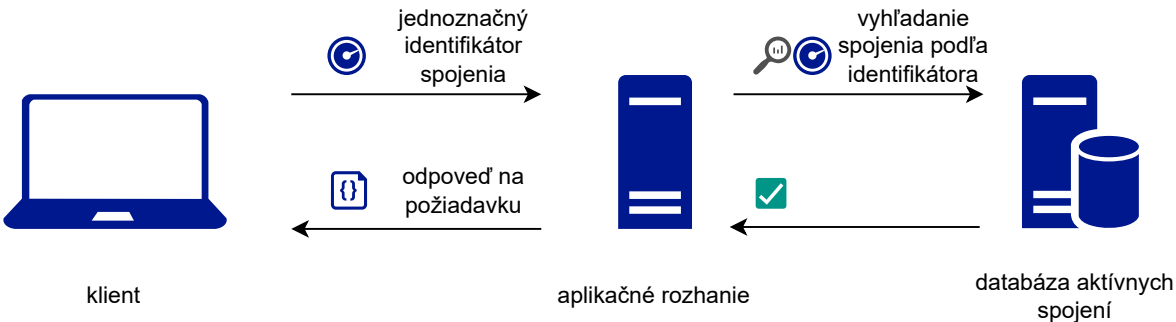 jednoznačný
identifikátor
spojenia
vyhľadanie
spojenia podľa
identifikátora
odpoveď na
požiadavku
klient
aplikačné rozhanie
databáza aktívnych
spojení